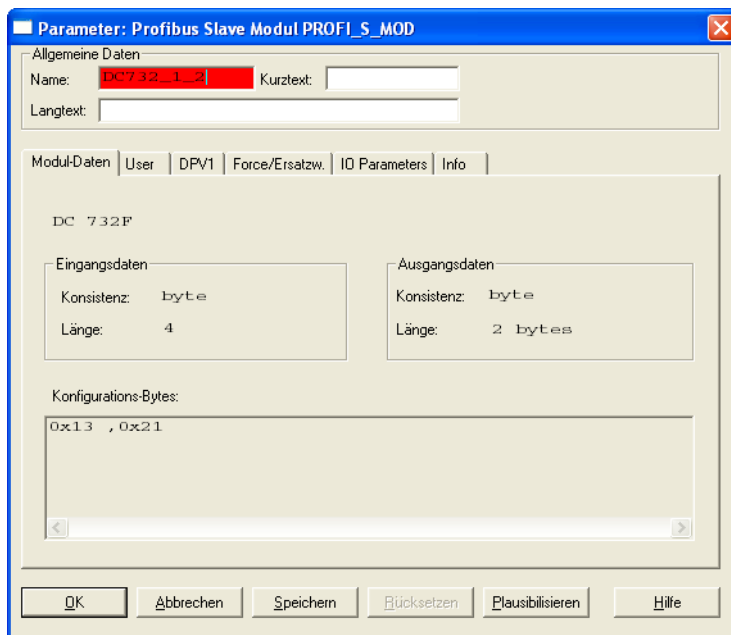 Parameter: Profibus Slave Modul PROFI_S_MOD
Allgemeine Daten
Name: DC732_1_2 Kurztext:
Langtext:
Modul-Daten User DPV1 Force/Ersatzw. IO Parameters Info
DC 732F
Eingangsdaten Ausgangsdaten
Konsistenz: byte Konsistenz: byte
Länge: 4 Länge: 2 bytes
Konfigurations-Bytes:
0x13 ,0x21
OK Abbrechen Speichern Rücksetzen Plausibilisieren Hilfe